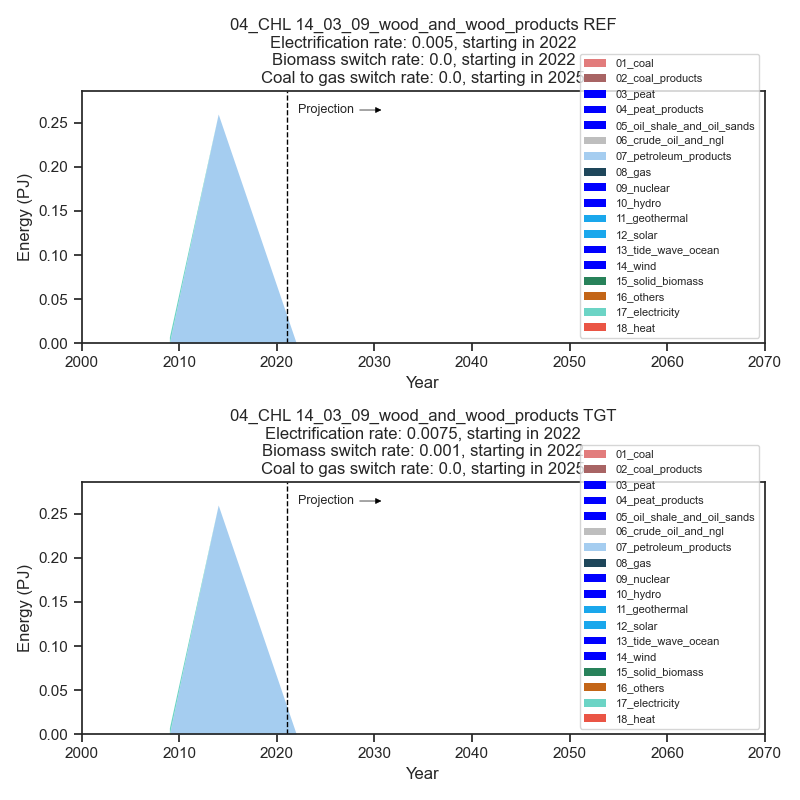 04_CHL 14_03_09_wood_and_wood_products REF
Electrification rate: 0.005, starting in 2022
Biomass switch rate: 0.0, starting in 2022
Coal to gas switch rate: 0.0, starting in 2025
Projection
01_coal
02_coal_products
03_peat
04_peat_products
05_oil_shale_and_oil_sands
06_crude_oil_and_ngl
07_petroleum_products
08_gas
09_nuclear
10_hydro
11_geothermal
12_solar
13_tide_wave_ocean
14_wind
15_solid_biomass
16_others
17_electricity
18_heat
Energy (PJ)
0.25
0.20
0.15
0.10
0.05
0.00
2000 2010 2020 2030 2040 2050 2060 2070
Year
04_CHL 14_03_09_wood_and_wood_products TGT
Electrification rate: 0.0075, starting in 2022
Biomass switch rate: 0.001, starting in 2022
Coal to gas switch rate: 0.0, starting in 2025
Projection
01_coal
02_coal_products
03_peat
04_peat_products
05_oil_shale_and_oil_sands
06_crude_oil_and_ngl
07_petroleum_products
08_gas
09_nuclear
10_hydro
11_geothermal
12_solar
13_tide_wave_ocean
14_wind
15_solid_biomass
16_others
17_electricity
18_heat
Energy (PJ)
0.25
0.20
0.15
0.10
0.05
0.00
2000 2010 2020 2030 2040 2050 2060 2070
Year